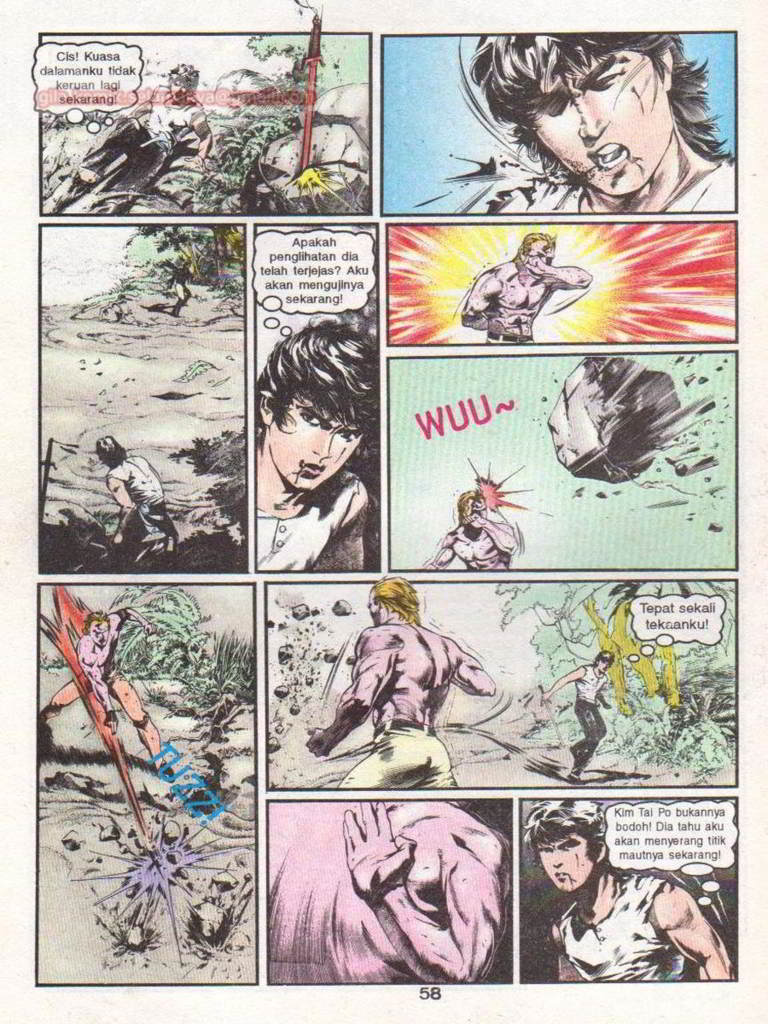 Cis! Kuasa
dalamanku tidak
keruan lagi
sekarang!
Apakah
penglihatan dia
telah terjejas? Aku
akan mengujinya
sekarang!
WUU~
TUZZ!
Tepat sekali
tekaanku!
Kim Tai Po bukannya
bodoh! Dia tahu aku
akan menyerang titik
mautnya sekarang!
58